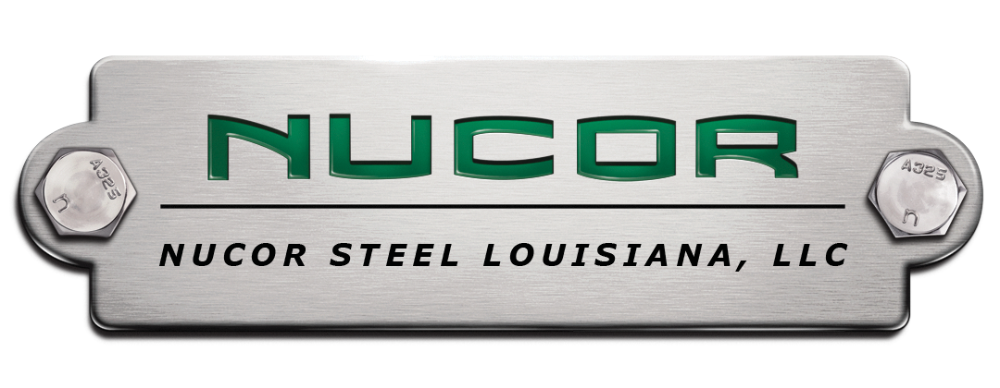 NUCOR
NUCOR STEEL LOUISIANA, LLC
A325
n
A325
n